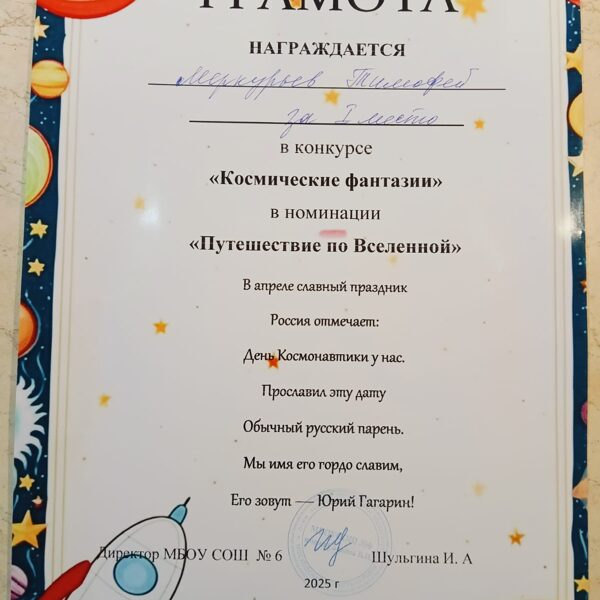 ГРАМОТА
НАГРАЖДАЕТСЯ
Меркурьев Тимофей
за I место
в конкурсе
«Космические фантазии»
в номинации
«Путешествие по Вселенной»
В апреле славный праздник
Россия отмечает:
День Космонавтики у нас.
Прославил эту дату
Обычный русский парень.
Мы имя его гордо славим,
Его зовут — Юрий Гагарин!
Директор МБОУ СОШ № 6 Шульгина И. А
2025 г